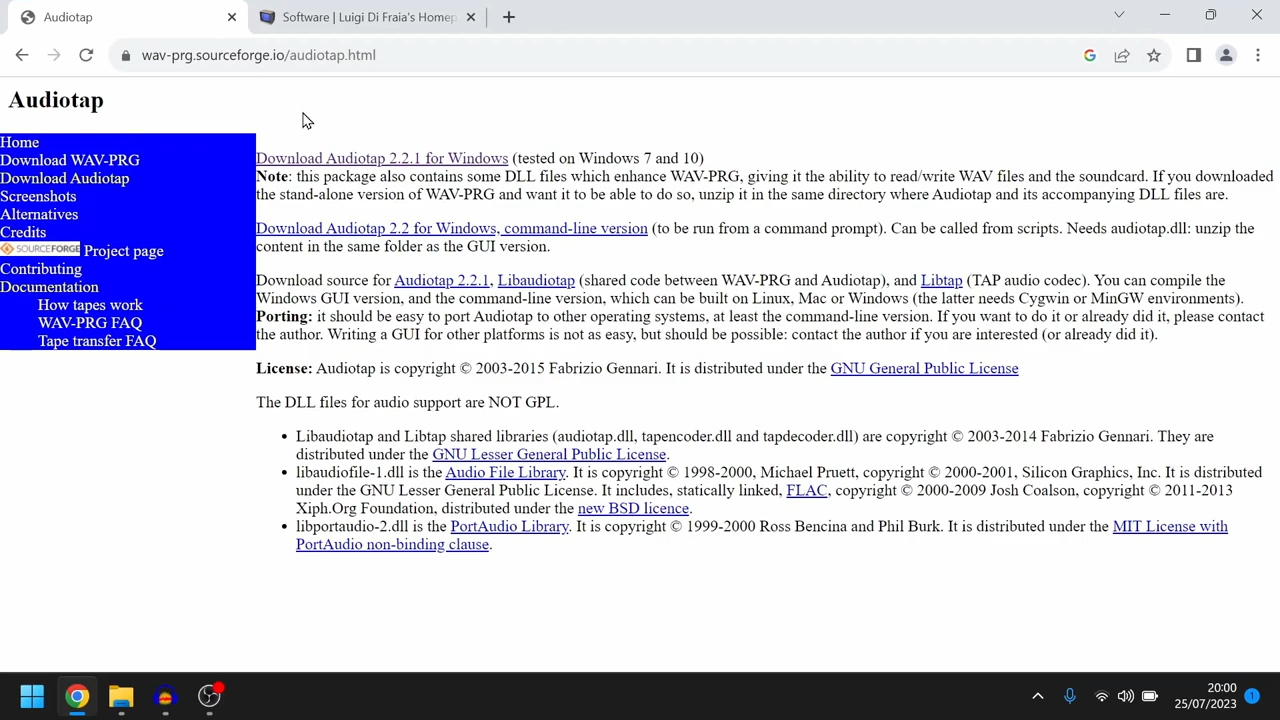 Audiotap
Software | Luigi Di Fraia's Homep
wav-prg.sourceforge.io/audiotap.html
Audiotap
Home
Download WAV-PRG
Download Audiotap
Screenshots
Alternatives
Credits
SOURCEFORGE Project page
Contributing
Documentation
How tapes work
WAV-PRG FAQ
Tape transfer FAQ
Download Audiotap 2.2.1 for Windows (tested on Windows 7 and 10)
Note: this package also contains some DLL files which enhance WAV-PRG, giving it the ability to read/write WAV files and the soundcard. If you downloaded
the stand-alone version of WAV-PRG and want it to be able to do so, unzip it in the same directory where Audiotap and its accompanying DLL files are.
Download Audiotap 2.2 for Windows, command-line version (to be run from a command prompt). Can be called from scripts. Needs audiotap.dll: unzip the
content in the same folder as the GUI version.
Download source for Audiotap 2.2.1, Libaudiotap (shared code between WAV-PRG and Audiotap), and Libtap (TAP audio codec). You can compile the
Windows GUI version, and the command-line version, which can be built on Linux, Mac or Windows (the latter needs Cygwin or MinGW environments).
Porting: it should be easy to port Audiotap to other operating systems, at least the command-line version. If you want to do it or already did it, please contact
the author. Writing a GUI for other platforms is not as easy, but should be possible: contact the author if you are interested (or already did it).
License: Audiotap is copyright © 2003-2015 Fabrizio Gennari. It is distributed under the GNU General Public License
The DLL files for audio support are NOT GPL.
• Libaudiotap and Libtap shared libraries (audiotap.dll, tapencoder.dll and tapdecoder.dll) are copyright © 2003-2014 Fabrizio Gennari. They are
distributed under the GNU Lesser General Public License.
• libaudiofile-1.dll is the Audio File Library. It is copyright © 1998-2000, Michael Pruett, copyright © 2000-2001, Silicon Graphics, Inc. It is distributed
under the GNU Lesser General Public License. It includes, statically linked, FLAC, copyright © 2000-2009 Josh Coalson, copyright © 2011-2013
Xiph.Org Foundation, distributed under the new BSD licence.
• libportaudio-2.dll is the PortAudio Library. It is copyright © 1999-2000 Ross Bencina and Phil Burk. It is distributed under the MIT License with
PortAudio non-binding clause.
20:00
25/07/2023
1